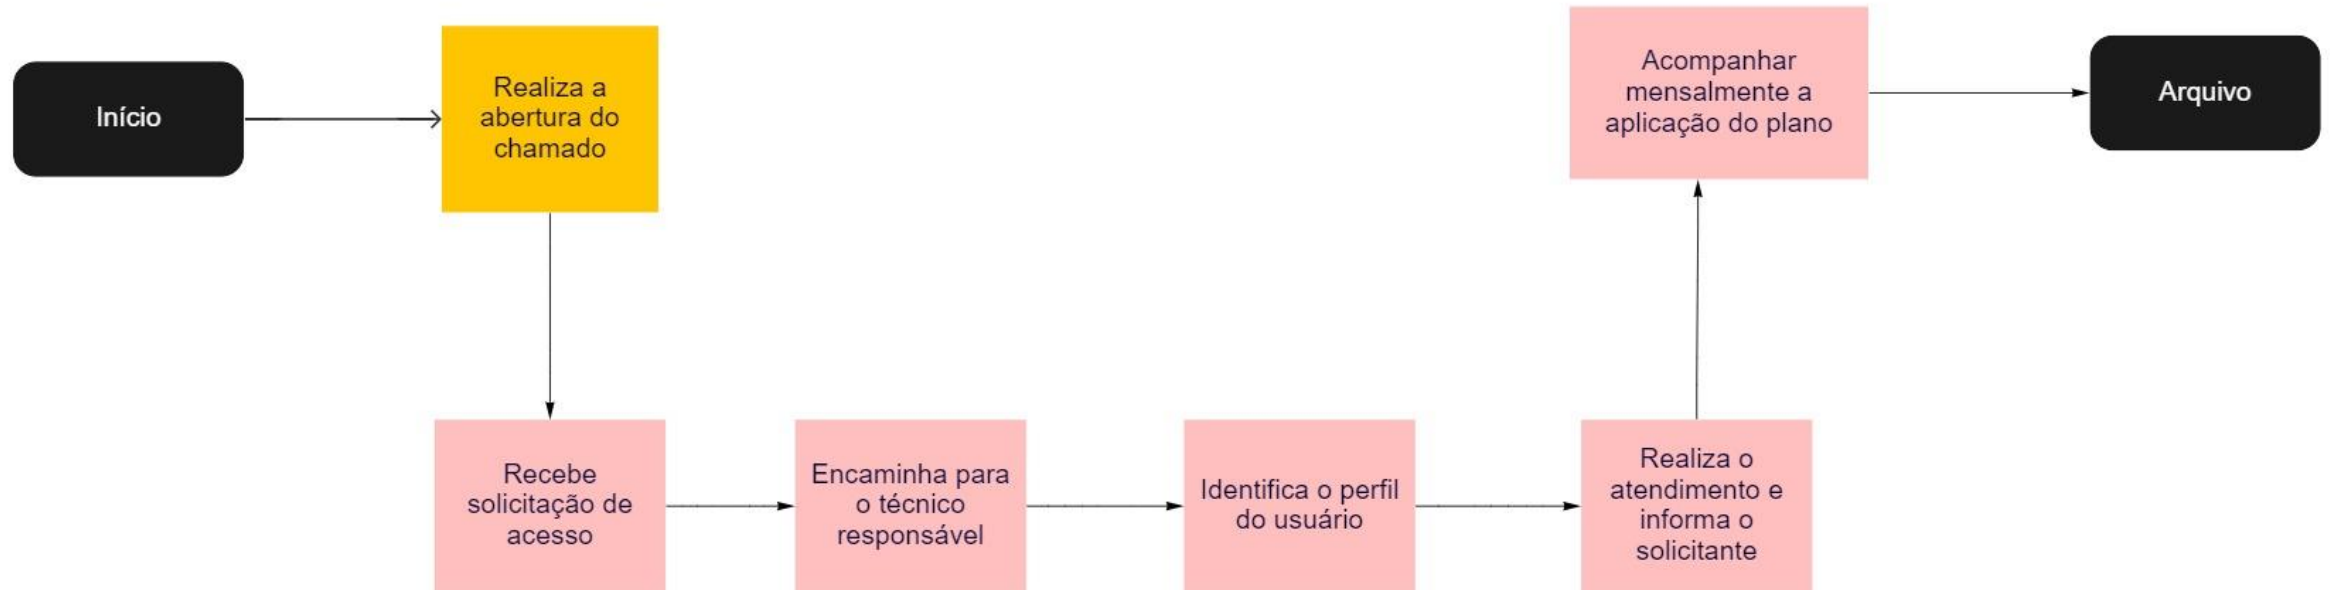 Início
Realiza a
abertura do
chamado
Recebe
solicitação de
acesso
Encaminha para
o técnico
responsável
Identifica o perfil
do usuário
Realiza o
atendimento e
informa o
solicitante
Acompanhar
mensalmente a
aplicação do plano
Arquivo